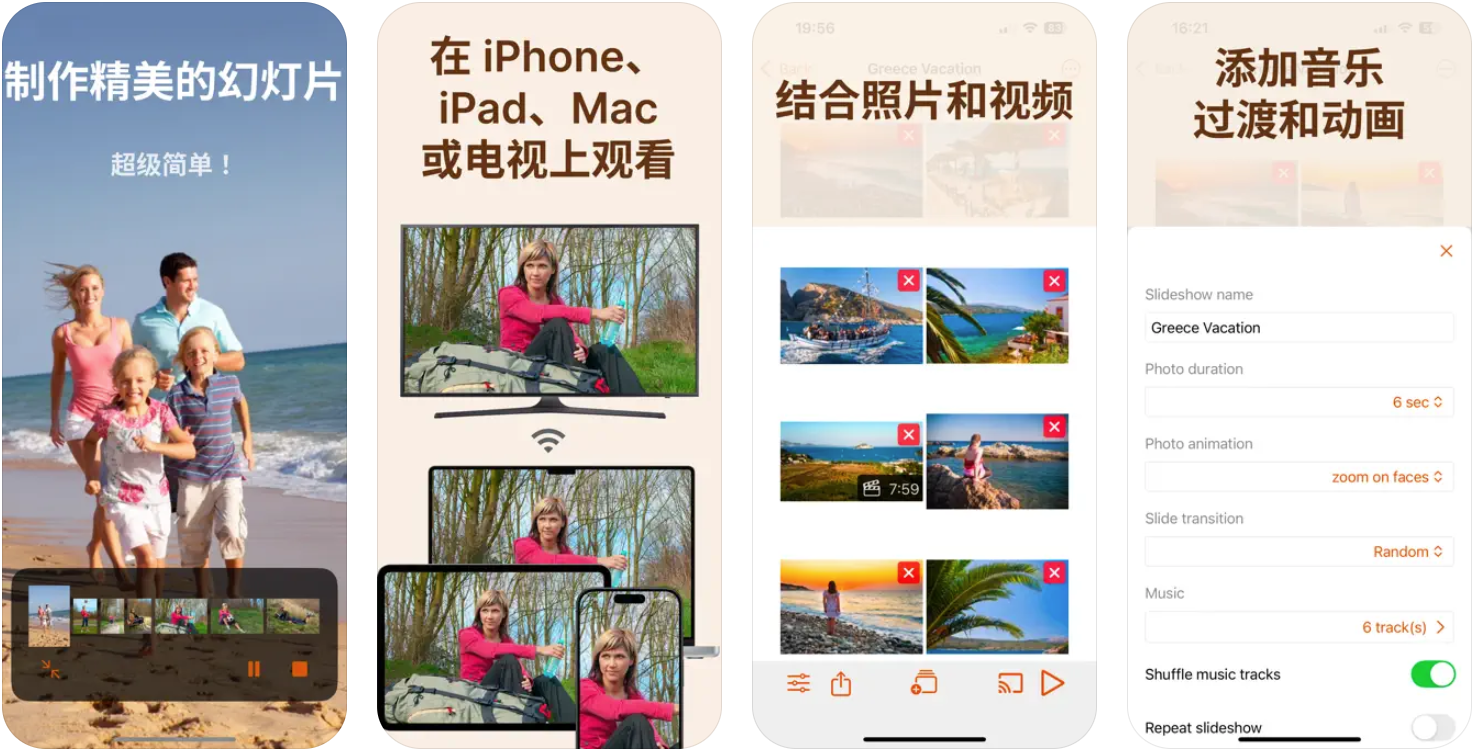 制作精美的幻灯片
超级简单！
在 iPhone、
iPad、Mac
或电视上观看
19:56
Back
Greece Vacation
结合照片和视频
7:59
16:21
添加音乐
过渡和动画
Slideshow name
Greece Vacation
Photo duration
6 sec
Photo animation
zoom on faces
Slide transition
Random
Music
6 track(s)
Shuffle music tracks
Repeat slideshow